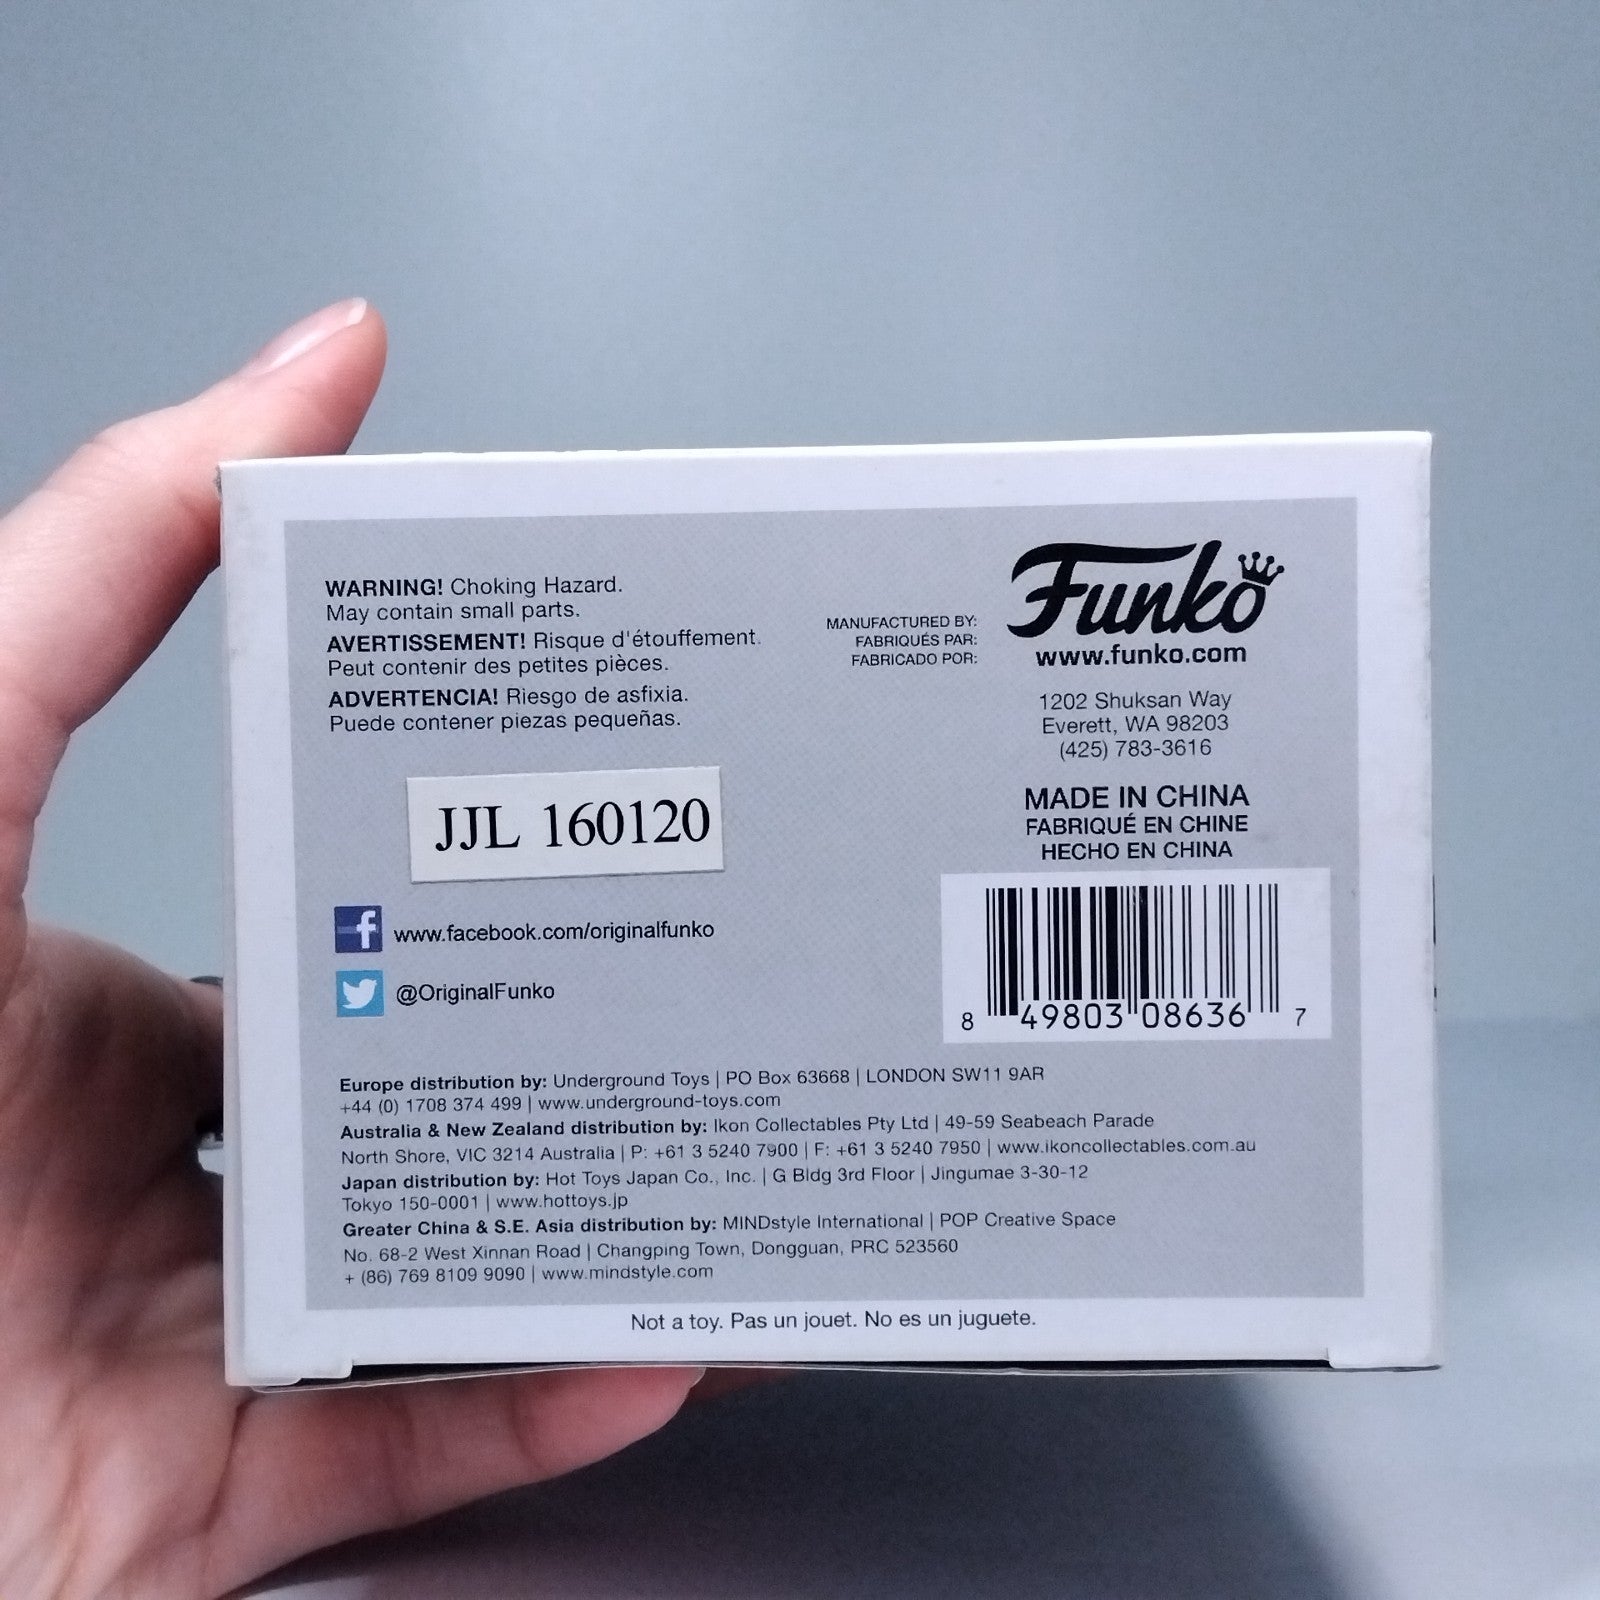 WARNING! Choking Hazard.
May contain small parts.
AVERTISSEMENT! Risque d'étouffement.
Peut contenir des petites pièces.
ADVERTENCIA! Riesgo de asfixia.
Puede contener piezas pequeñas.
MANUFACTURED BY:
FABRIQUÉS PAR:
FABRICADO POR:
Funko
www.funko.com
1202 Shuksan Way
Everett, WA 98203
(425) 783-3616
MADE IN CHINA
FABRIQUÉ EN CHINE
HECHO EN CHINA
JJL 160120
f www.facebook.com/originalfunko
@OriginalFunko
8 49803 08636 7
Europe distribution by: Underground Toys | PO Box 63668 | LONDON SW11 9AR
+44 (0) 1708 374 499 | www.underground-toys.com
Australia & New Zealand distribution by: Ikon Collectables Pty Ltd | 49-59 Seabeach Parade
North Shore, VIC 3214 Australia | P: +61 3 5240 7900 | F: +61 3 5240 7950 | www.ikoncollectables.com.au
Japan distribution by: Hot Toys Japan Co., Inc. | G Bldg 3rd Floor | Jingumae 3-30-12
Tokyo 150-0001 | www.hottoys.jp
Greater China & S.E. Asia distribution by: MINDstyle International | POP Creative Space
No. 68-2 West Xinnan Road | Changping Town, Dongguan, PRC 523560
+ (86) 769 8109 9090 | www.mindstyle.com
Not a toy. Pas un jouet. No es un juguete.